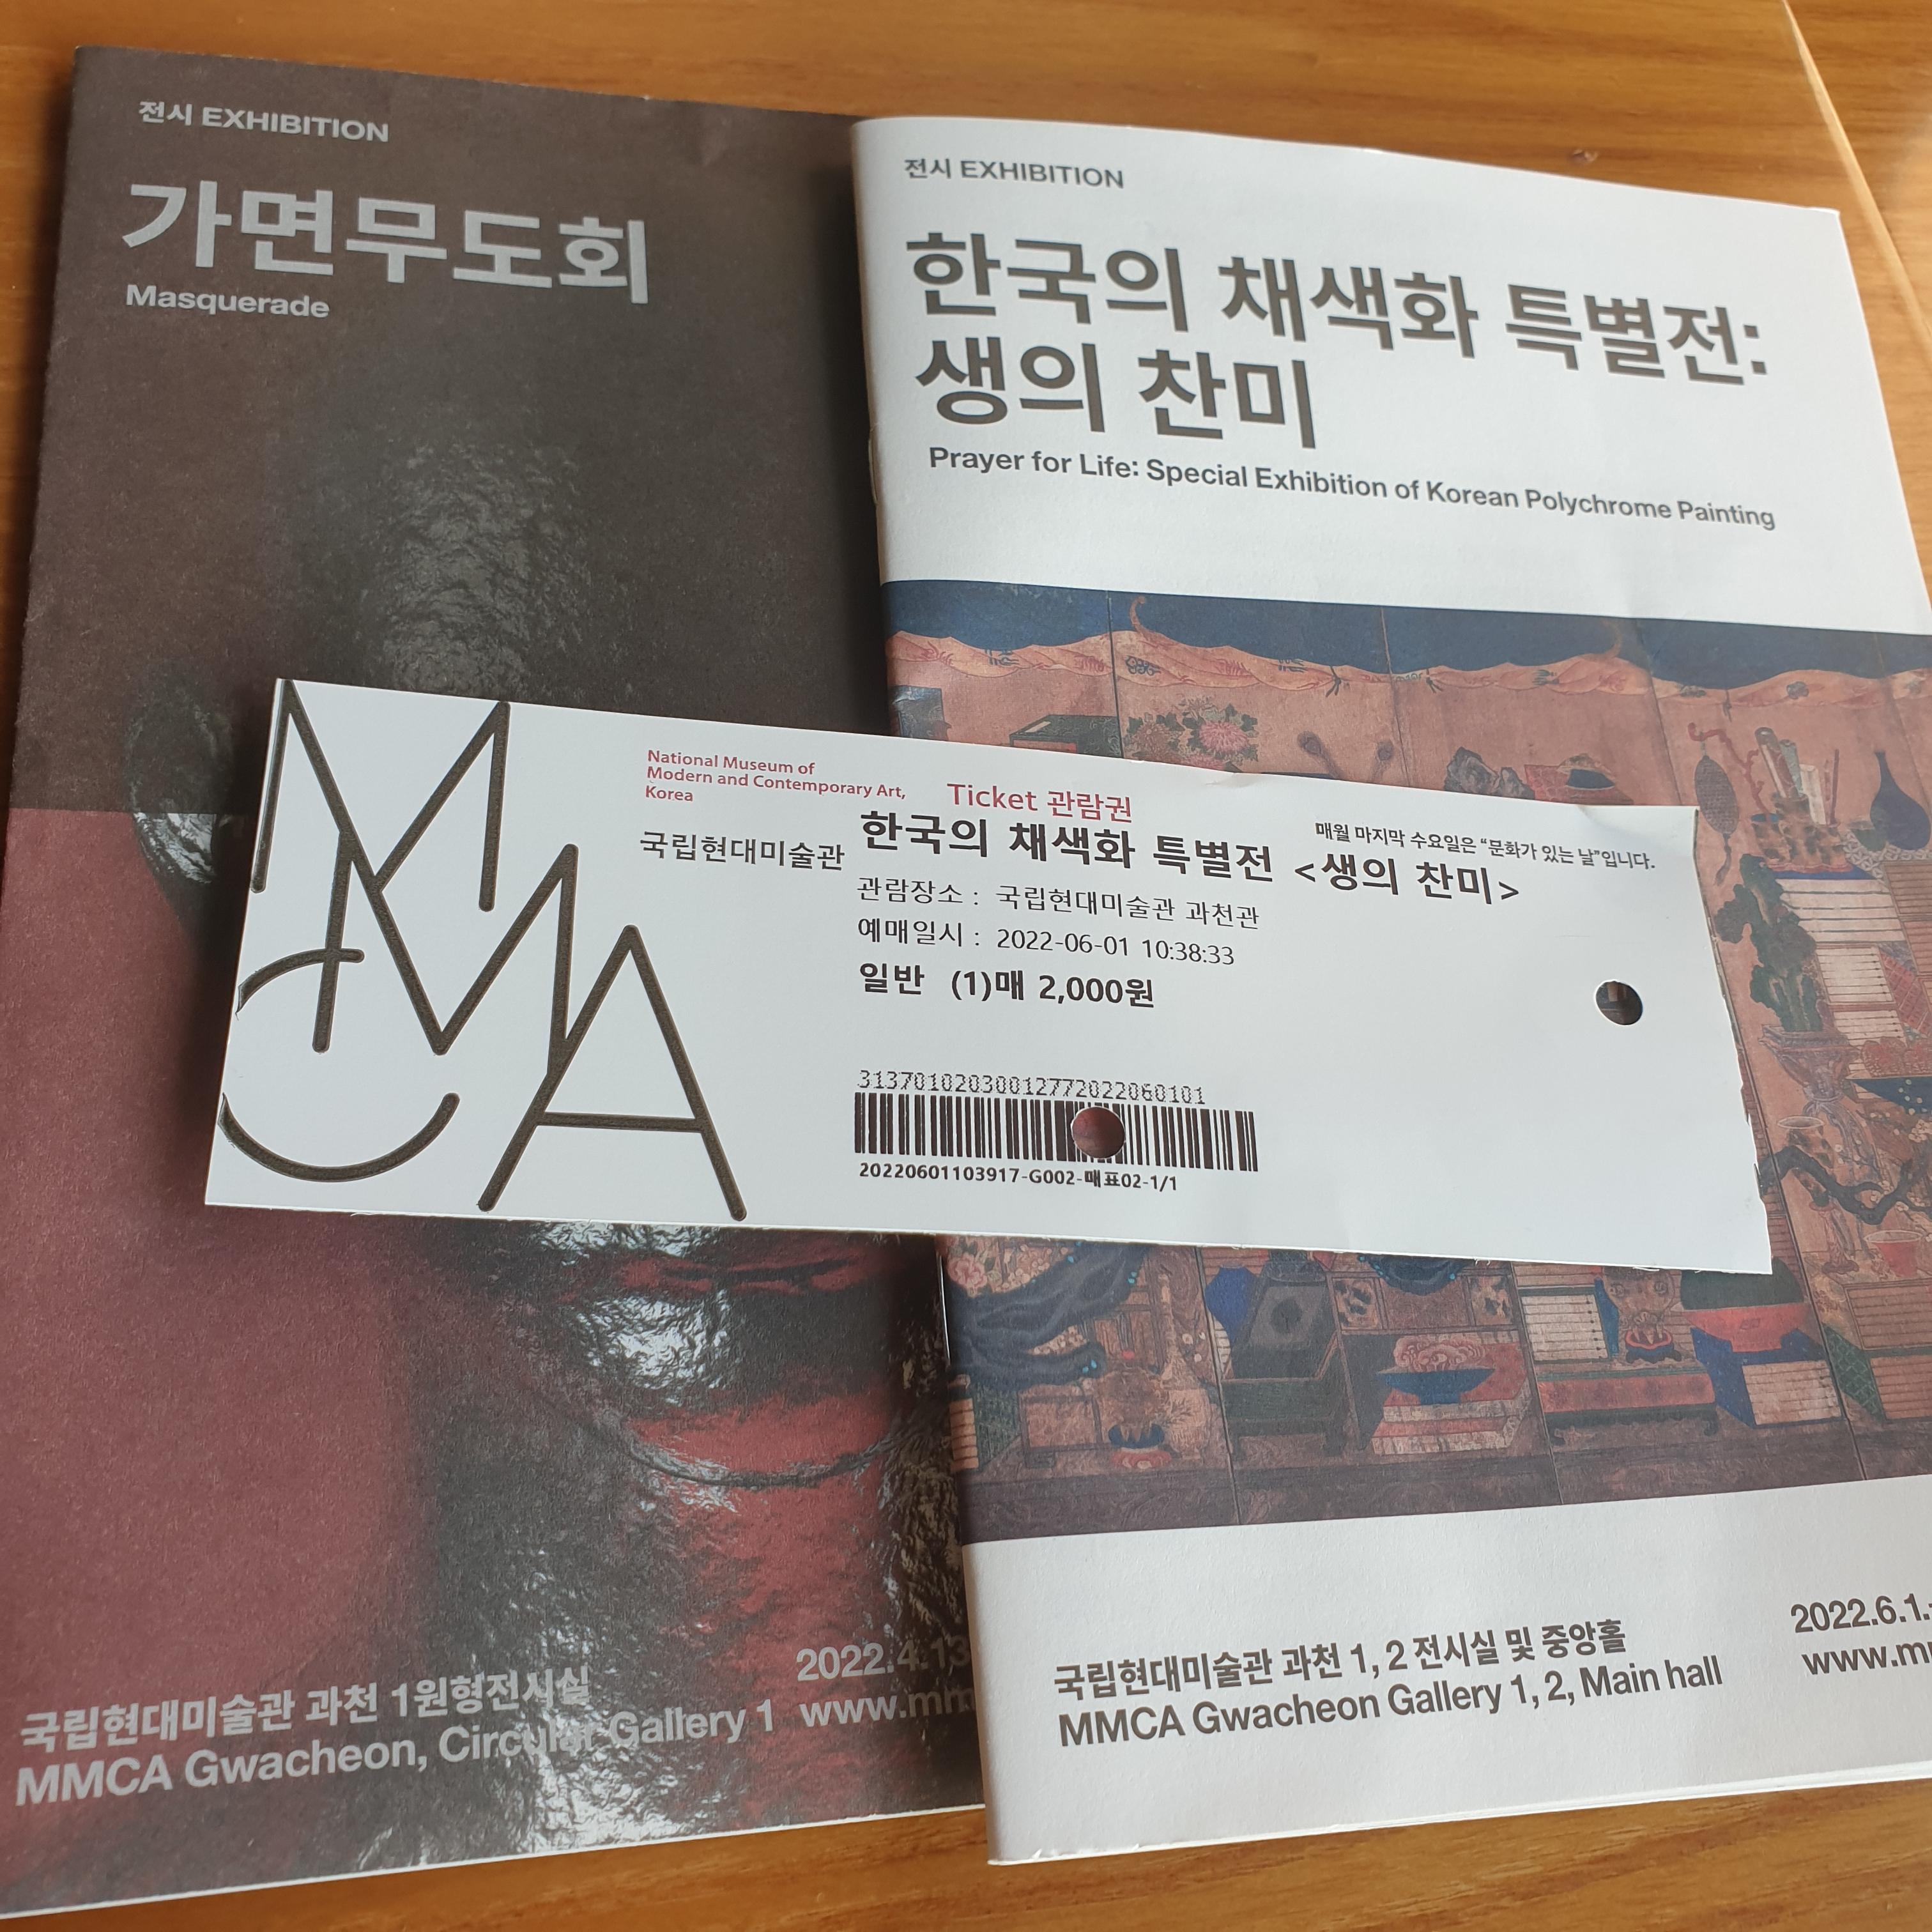 전시 EXHIBITION
가면무도회
Masquerade
국립현대미술관 과천 1원형전시실
MMCA Gwacheon, Circular Gallery 1
2022.4.13
전시 EXHIBITION
한국의 채색화 특별전:
생의 찬미
Prayer for Life: Special Exhibition of Korean Polychrome Painting
MMCA
National Museum of
Modern and Contemporary Art,
Korea
국립현대미술관
Ticket 관람권
매월 마지막 수요일은 "문화가 있는 날"입니다.
한국의 채색화 특별전 <생의 찬미>
관람장소 : 국립현대미술관 과천관
예매일시 : 2022-06-01 10:38:33
일반 (1)매 2,000원
313701020300127772022060101
20220601103917-G002-매표02-1/1
국립현대미술관 과천 1, 2 전시실 및 중앙홀
MMCA Gwacheon Gallery 1, 2, Main hall
2022.6.1.